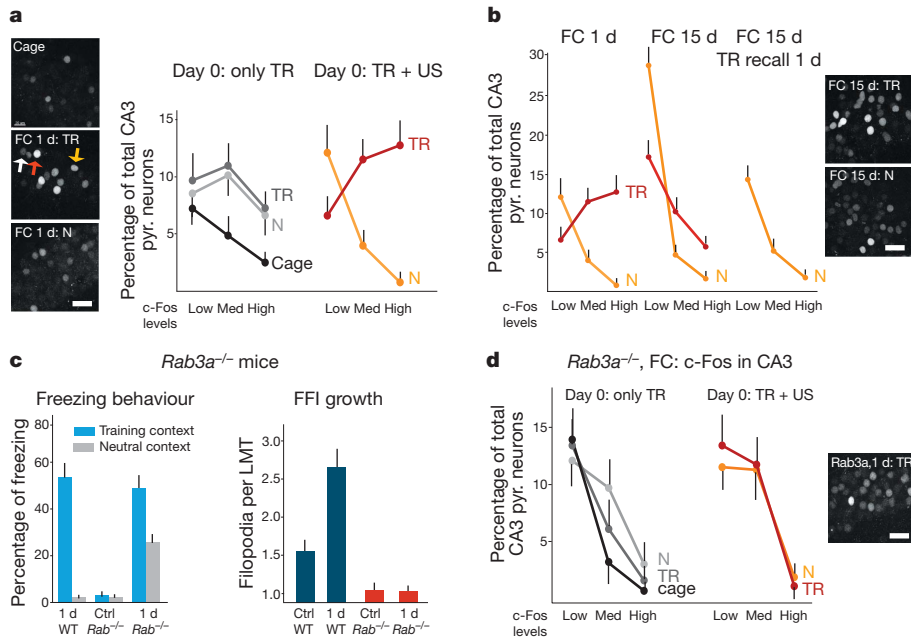 a
Cage
FC 1 d: TR
FC 1 d: N
Percentage of total CA3
pyr. neurons
Day 0: only TR
Day 0: TR + US
10
5
TR
N
Cage
TR
N
c-Fos
levels
Low Med High
Low Med High
b
FC 1 d
FC 15 d
FC 15 d
TR recall 1 d
Percentage of total CA3
pyr. neurons
30
25
20
15
10
5
TR
N
N
c-Fos
levels
Low Med High
Low Med High
Low Med High
FC 15 d: TR
FC 15 d: N
c
Rab3a–/– mice
Freezing behaviour
Training context
Neutral context
Percentage of freezing
80
60
40
20
0
1 d
WT
Ctrl
Rab–/–
1 d
Rab–/–
FFI growth
Filopodia per LMT
3.0
2.5
2.0
1.5
1.0
Ctrl
WT
1 d
WT
Ctrl
Rab–/–
1 d
Rab–/–
d
Rab3a–/–, FC: c-Fos in CA3
Day 0: only TR
Day 0: TR + US
Percentage of total
CA3 pyr. neurons
15
10
5
N
TR
cage
N
TR
c-Fos
levels
Low Med High
Low Med High
Rab3a,1 d: TR